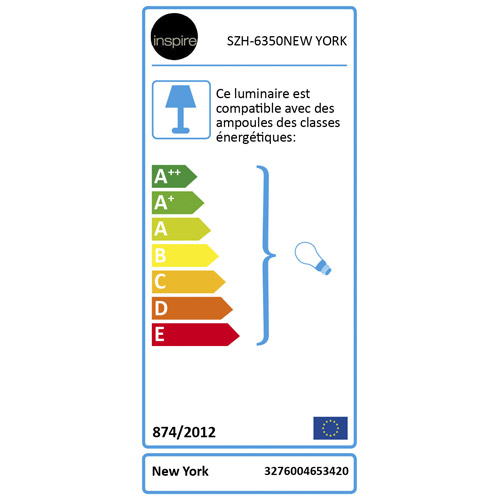 inspire
SZH-6350NEW YORK
Ce luminaire est
compatible avec des
ampoules des classes
énergétiques:
A++
A+
A
B
C
D
E
874/2012
New York 3276004653420